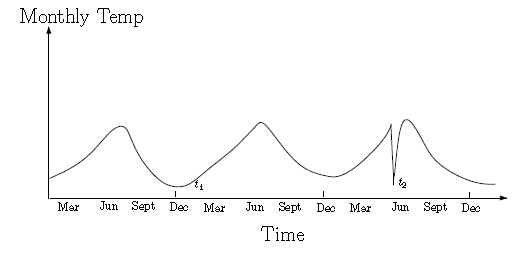 Monthly Temp
t1
t2
Mar Jun Sept Dec Mar Jun Sept Dec Mar Jun Sept Dec
Time